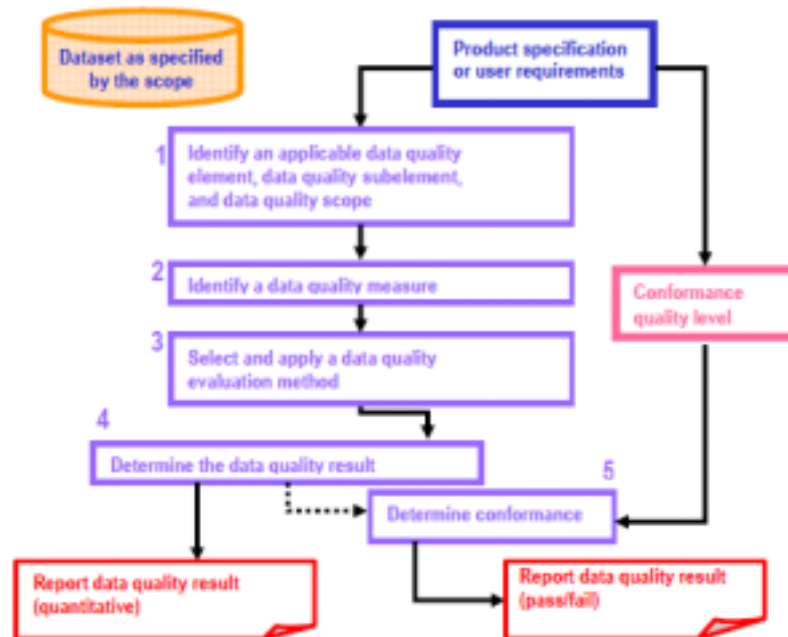 Dataset as specified
by the scope
Product specification
or user requirements
1
Identify an applicable data quality
element, data quality subelement,
and data quality scope
2
Identify a data quality measure
Conformance
quality level
3
Select and apply a data quality
evaluation method
4
Determine the data quality result
5
Determine conformance
Report data quality result
(quantitative)
Report data quality result
(pass/fail)